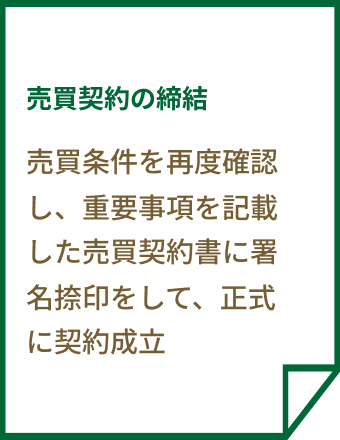 売買契約の締結
売買条件を再度確認
し、重要事項を記載
した売買契約書に署
名捺印をして、正式
に契約成立